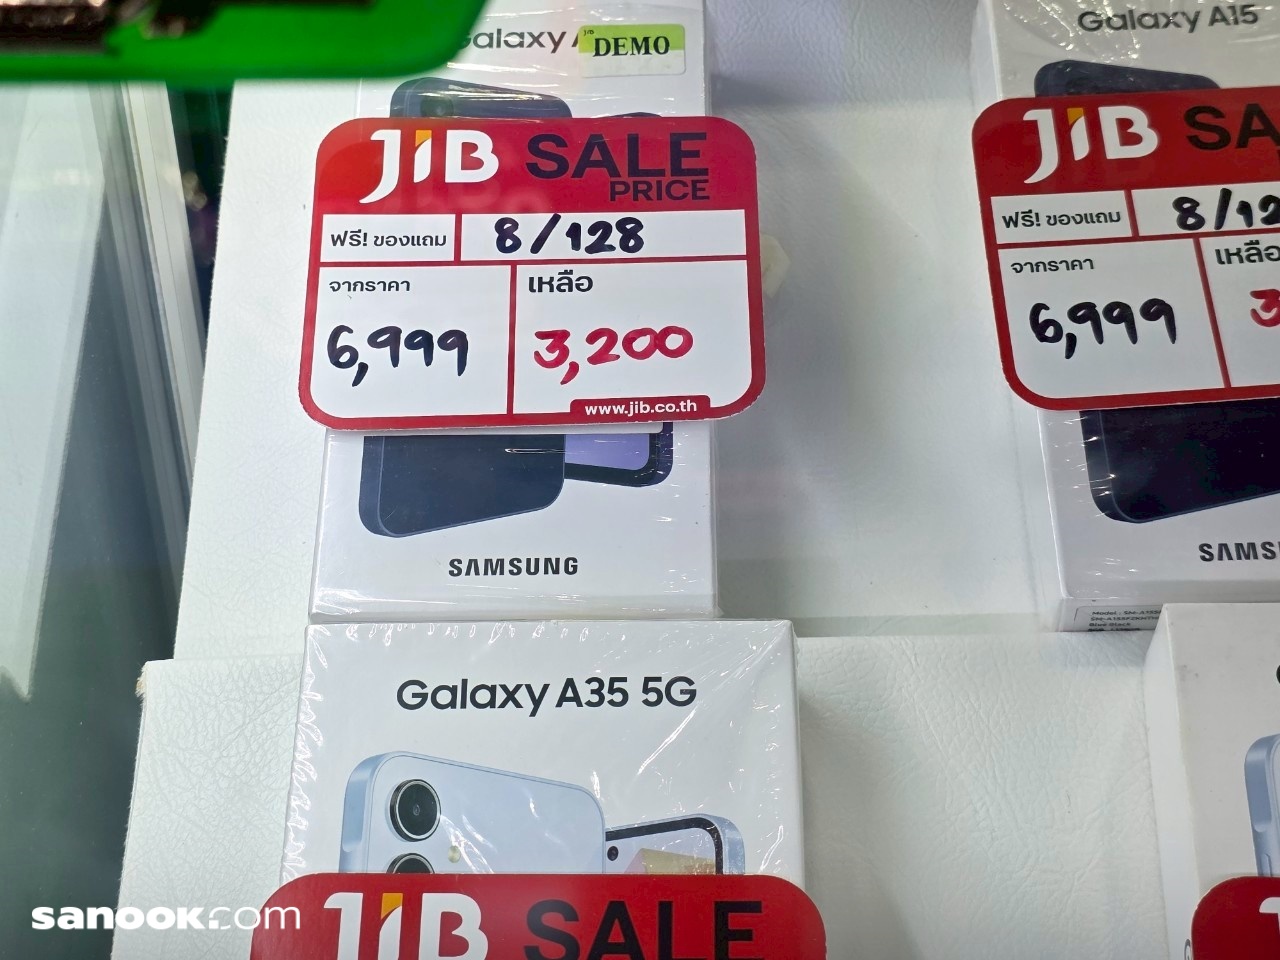 Galaxy A
JIB
DEMO
JIB SALE
PRICE
ฟรี! ของแถม
8/128
จากราคา
เหลือ
6,999
3,200
www.jib.co.th
SAMSUNG
Galaxy A15
JIB SA
ฟรี! ของแถม
8/12
จากราคา
เหลือ
6,999
3
SAMS
Galaxy A35 5G
JIB SALE
sanook.com